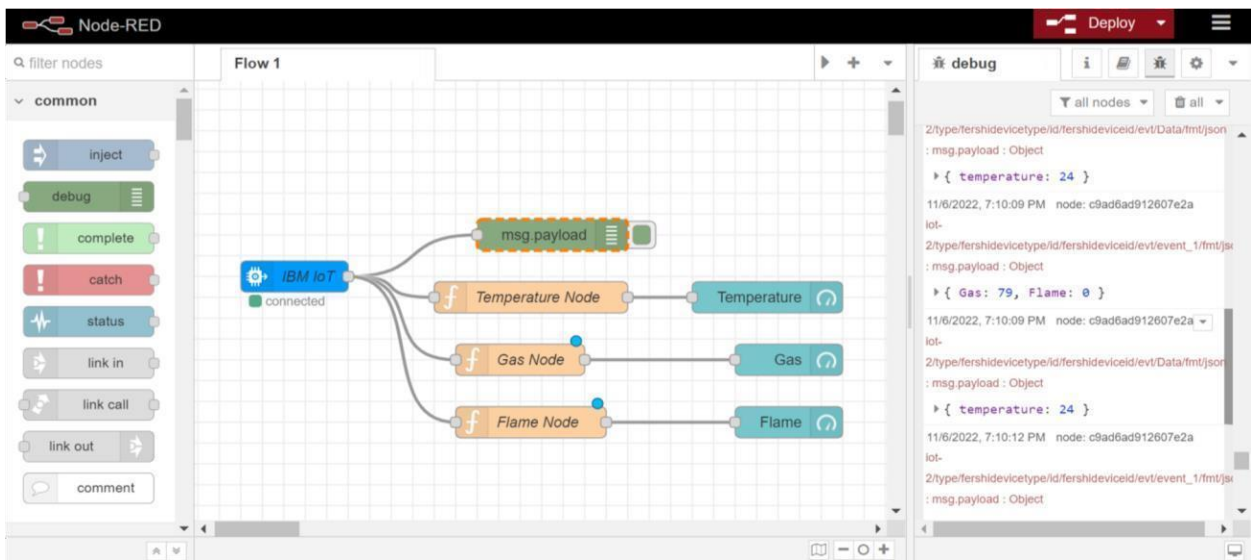 Node-RED
Deploy
filter nodes
Flow 1
debug
i
all nodes
all
common
inject
debug
complete
catch
status
link in
link call
link out
comment
msg.payload
IBM IoT
connected
f
Temperature Node
Temperature
f
Gas Node
Gas
f
Flame Node
Flame
2/type/fershidevicetype/id/fershideviceid/evt/Data/fmt/json
: msg.payload : Object
{ temperature: 24 }
11/6/2022, 7:10:09 PM node: c9ad6ad912607e2a
iot-
2/type/fershidevicetype/id/fershideviceid/evt/event_1/fmt/jso
: msg.payload : Object
{ Gas: 79, Flame: 0 }
11/6/2022, 7:10:09 PM node: c9ad6ad912607e2a
iot-
2/type/fershidevicetype/id/fershideviceid/evt/Data/fmt/json
: msg.payload : Object
{ temperature: 24 }
11/6/2022, 7:10:12 PM node: c9ad6ad912607e2a
iot-
2/type/fershidevicetype/id/fershideviceid/evt/event_1/fmt/jso
: msg.payload : Object